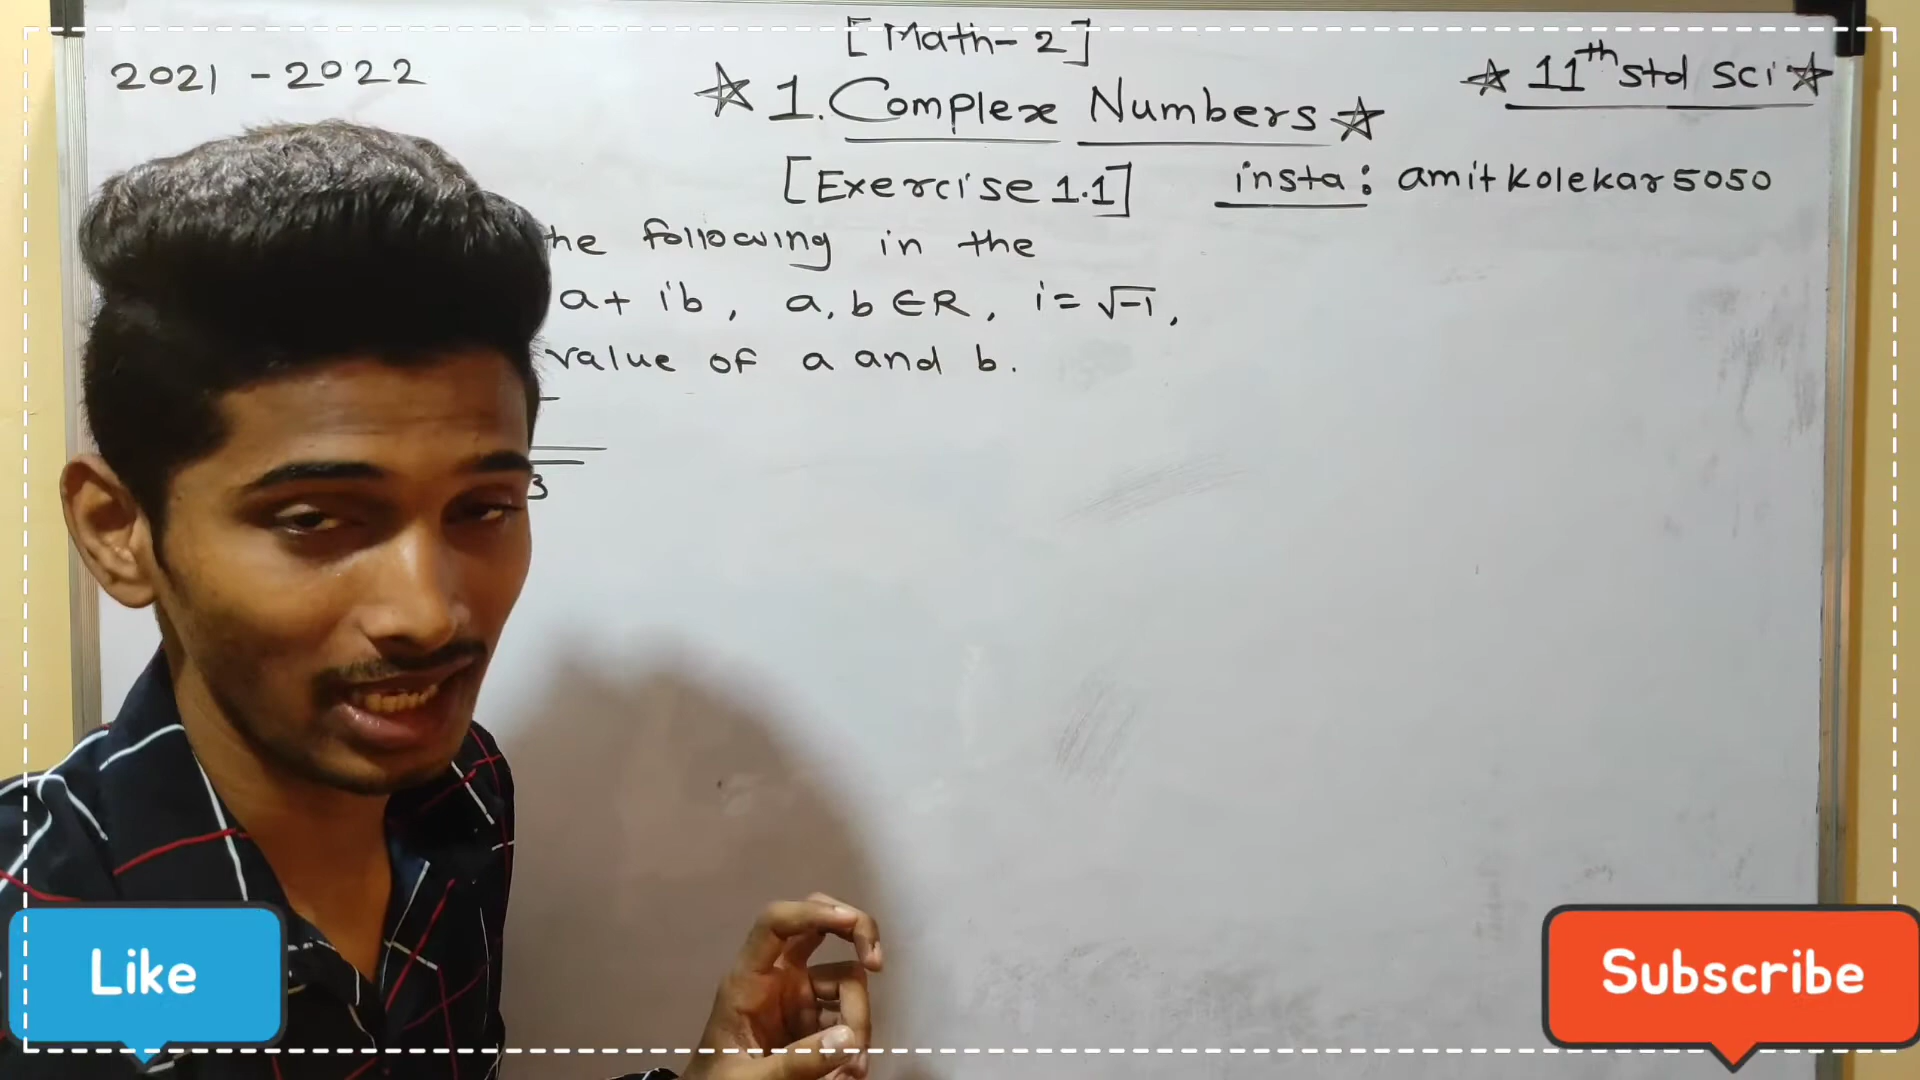 [Math-2]
2021 - 2022
1. Complex Numbers
11th std sci
[Exercise 1.1]
insta: amitkolekar5050
following in the
a + ib, a, b ∈ R, i = √-1,
value of a and b.
3
Like
Subscribe